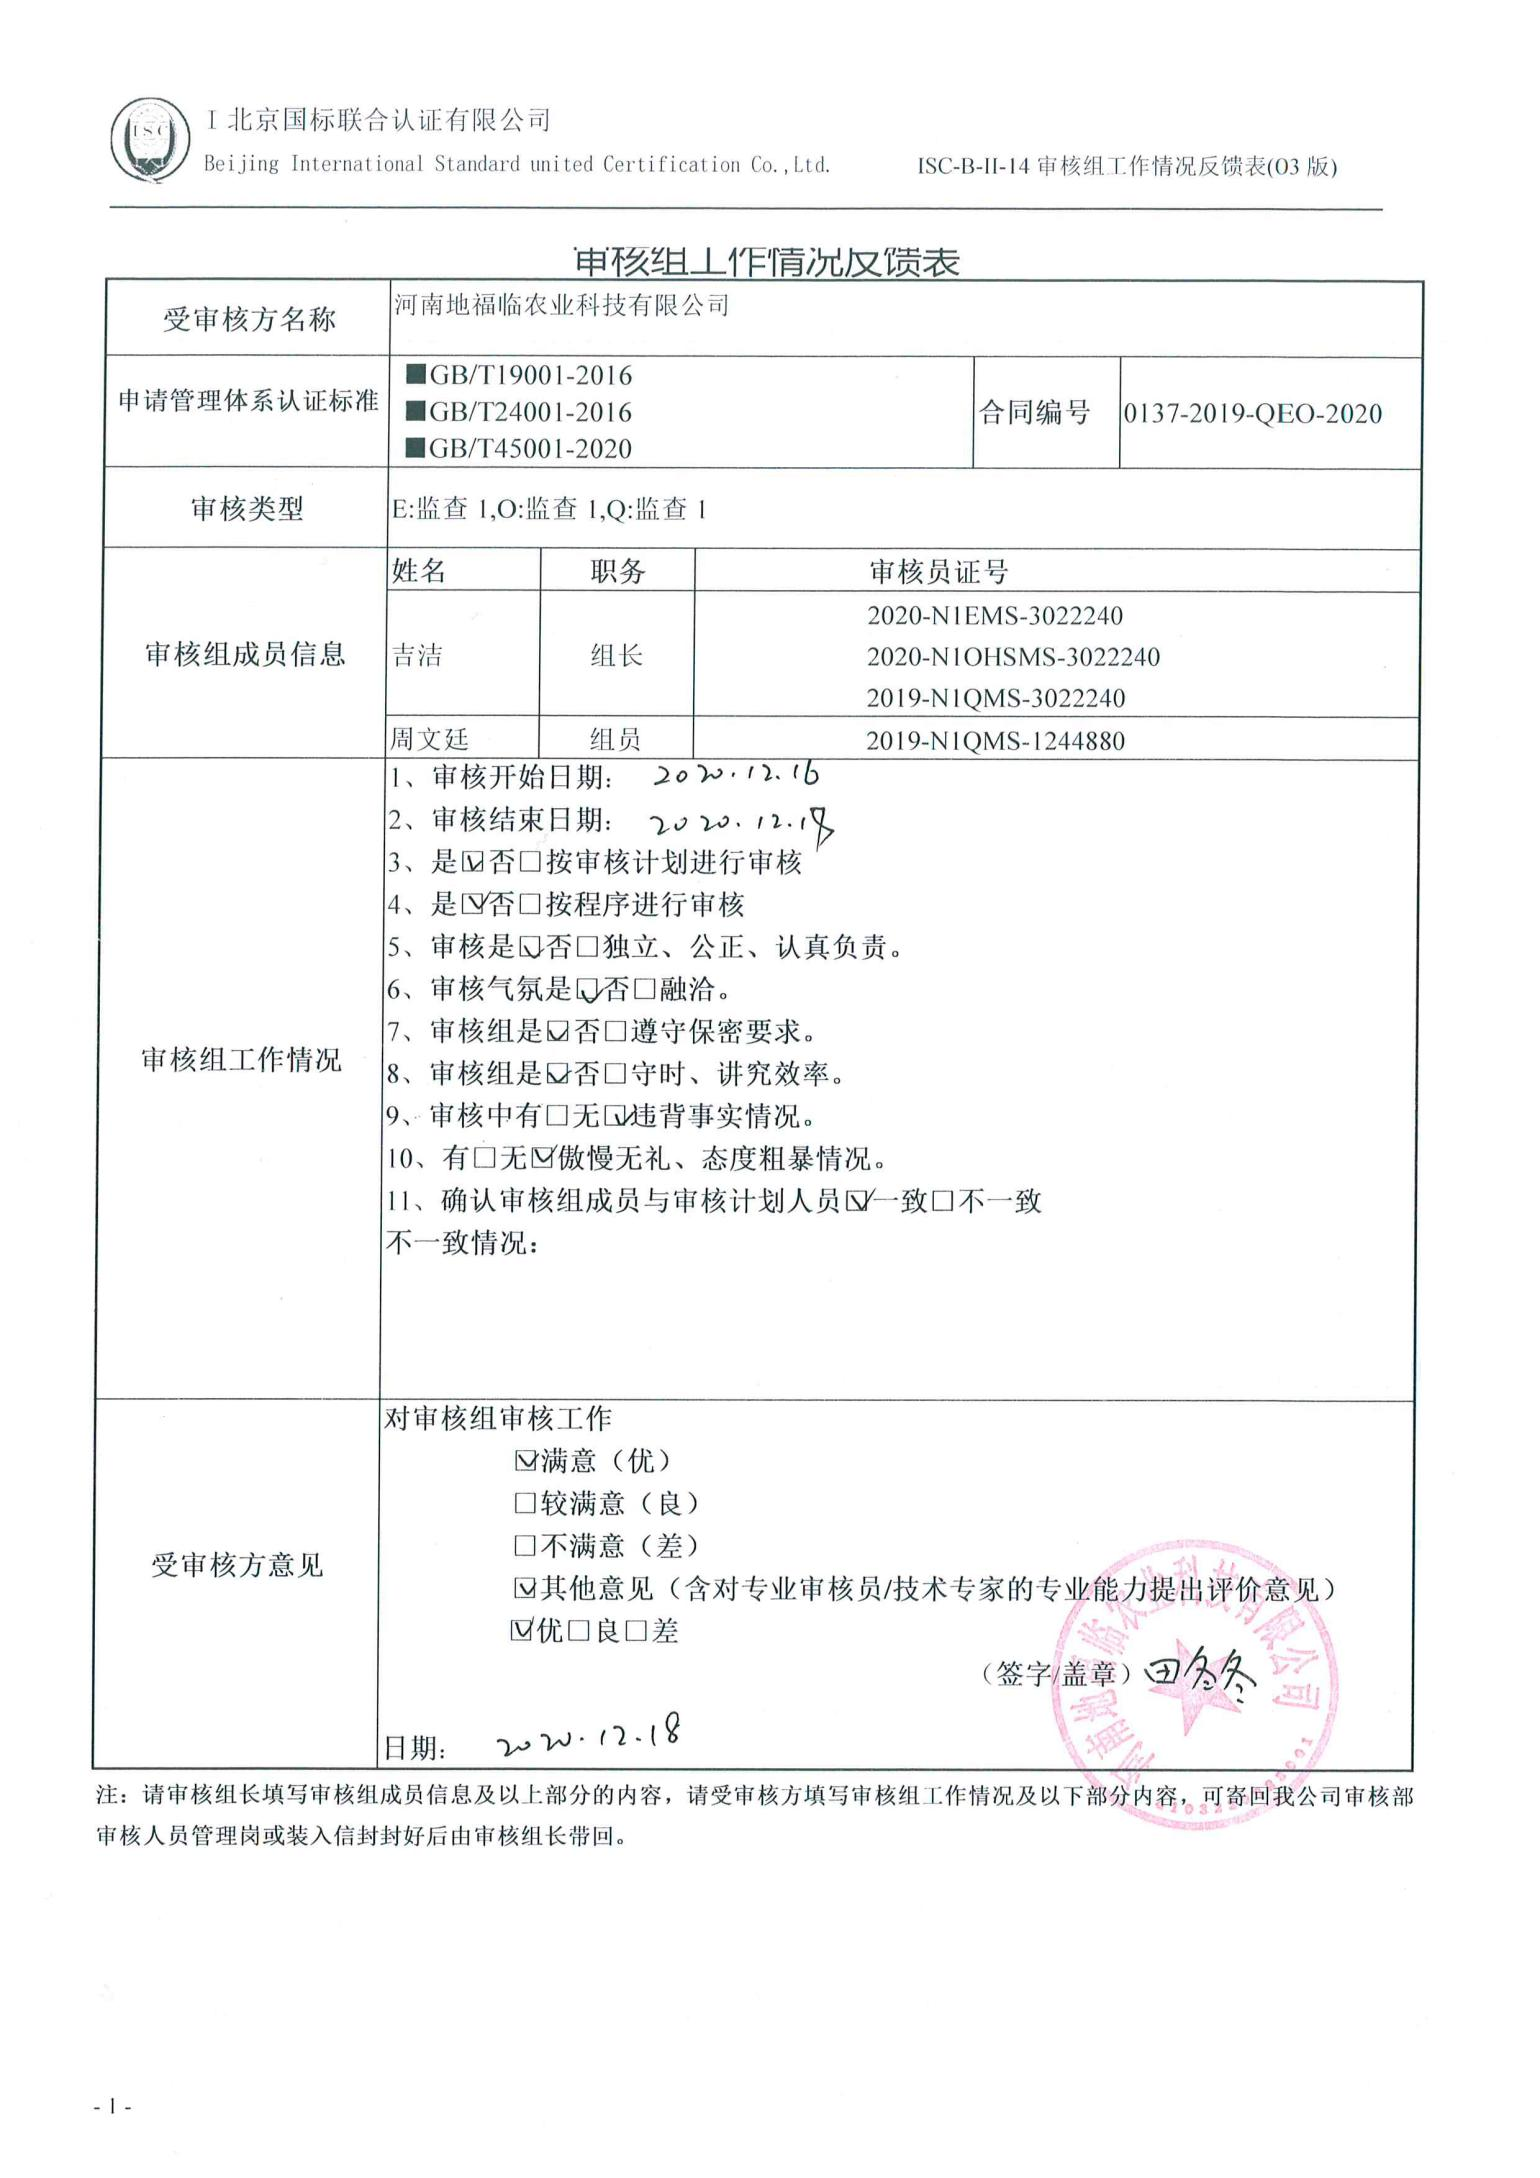 ISC
I 北京国标联合认证有限公司
Beijing International Standard united Certification Co.,Ltd. ISC-B-II-14 审核组工作情况反馈表(03 版)
审核组工作情况反馈表
受审核方名称 河南地福临农业科技有限公司
申请管理体系认证标准 ■GB/T19001-2016
■GB/T24001-2016
■GB/T45001-2020
合同编号 0137-2019-QEO-2020
审核类型 E:监查 1,O:监查 1,Q:监查 1
审核组成员信息
姓名 职务 审核员证号
吉洁 组长 2020-N1EMS-3022240
2020-N1OHSMS-3022240
2019-N1QMS-3022240
周文廷 组员 2019-N1QMS-1244880
审核组工作情况
1、审核开始日期： 2020.12.16
2、审核结束日期： 2020.12.18
3、是☑否□按审核计划进行审核
4、是☑否□按程序进行审核
5、审核是☑否□独立、公正、认真负责。
6、审核气氛是☑否□融洽。
7、审核组是☑否□遵守保密要求。
8、审核组是☑否□守时、讲究效率。
9、审核中有□无☑违背事实情况。
10、有□无☑傲慢无礼、态度粗暴情况。
11、确认审核组成员与审核计划人员☑一致□不一致
不一致情况：
受审核方意见
对审核组审核工作
☑满意（优）
□较满意（良）
□不满意（差）
☑其他意见（含对专业审核员/技术专家的专业能力提出评价意见）
☑优□良□差
（签字/盖章）田冬冬
河南地福临农业科技有限公司
日期： 2020.12.18
注：请审核组长填写审核组成员信息及以上部分的内容，请受审核方填写审核组工作情况及以下部分内容，可寄回我公司审核部
审核人员管理岗或装入信封封好后由审核组长带回。
- 1 -